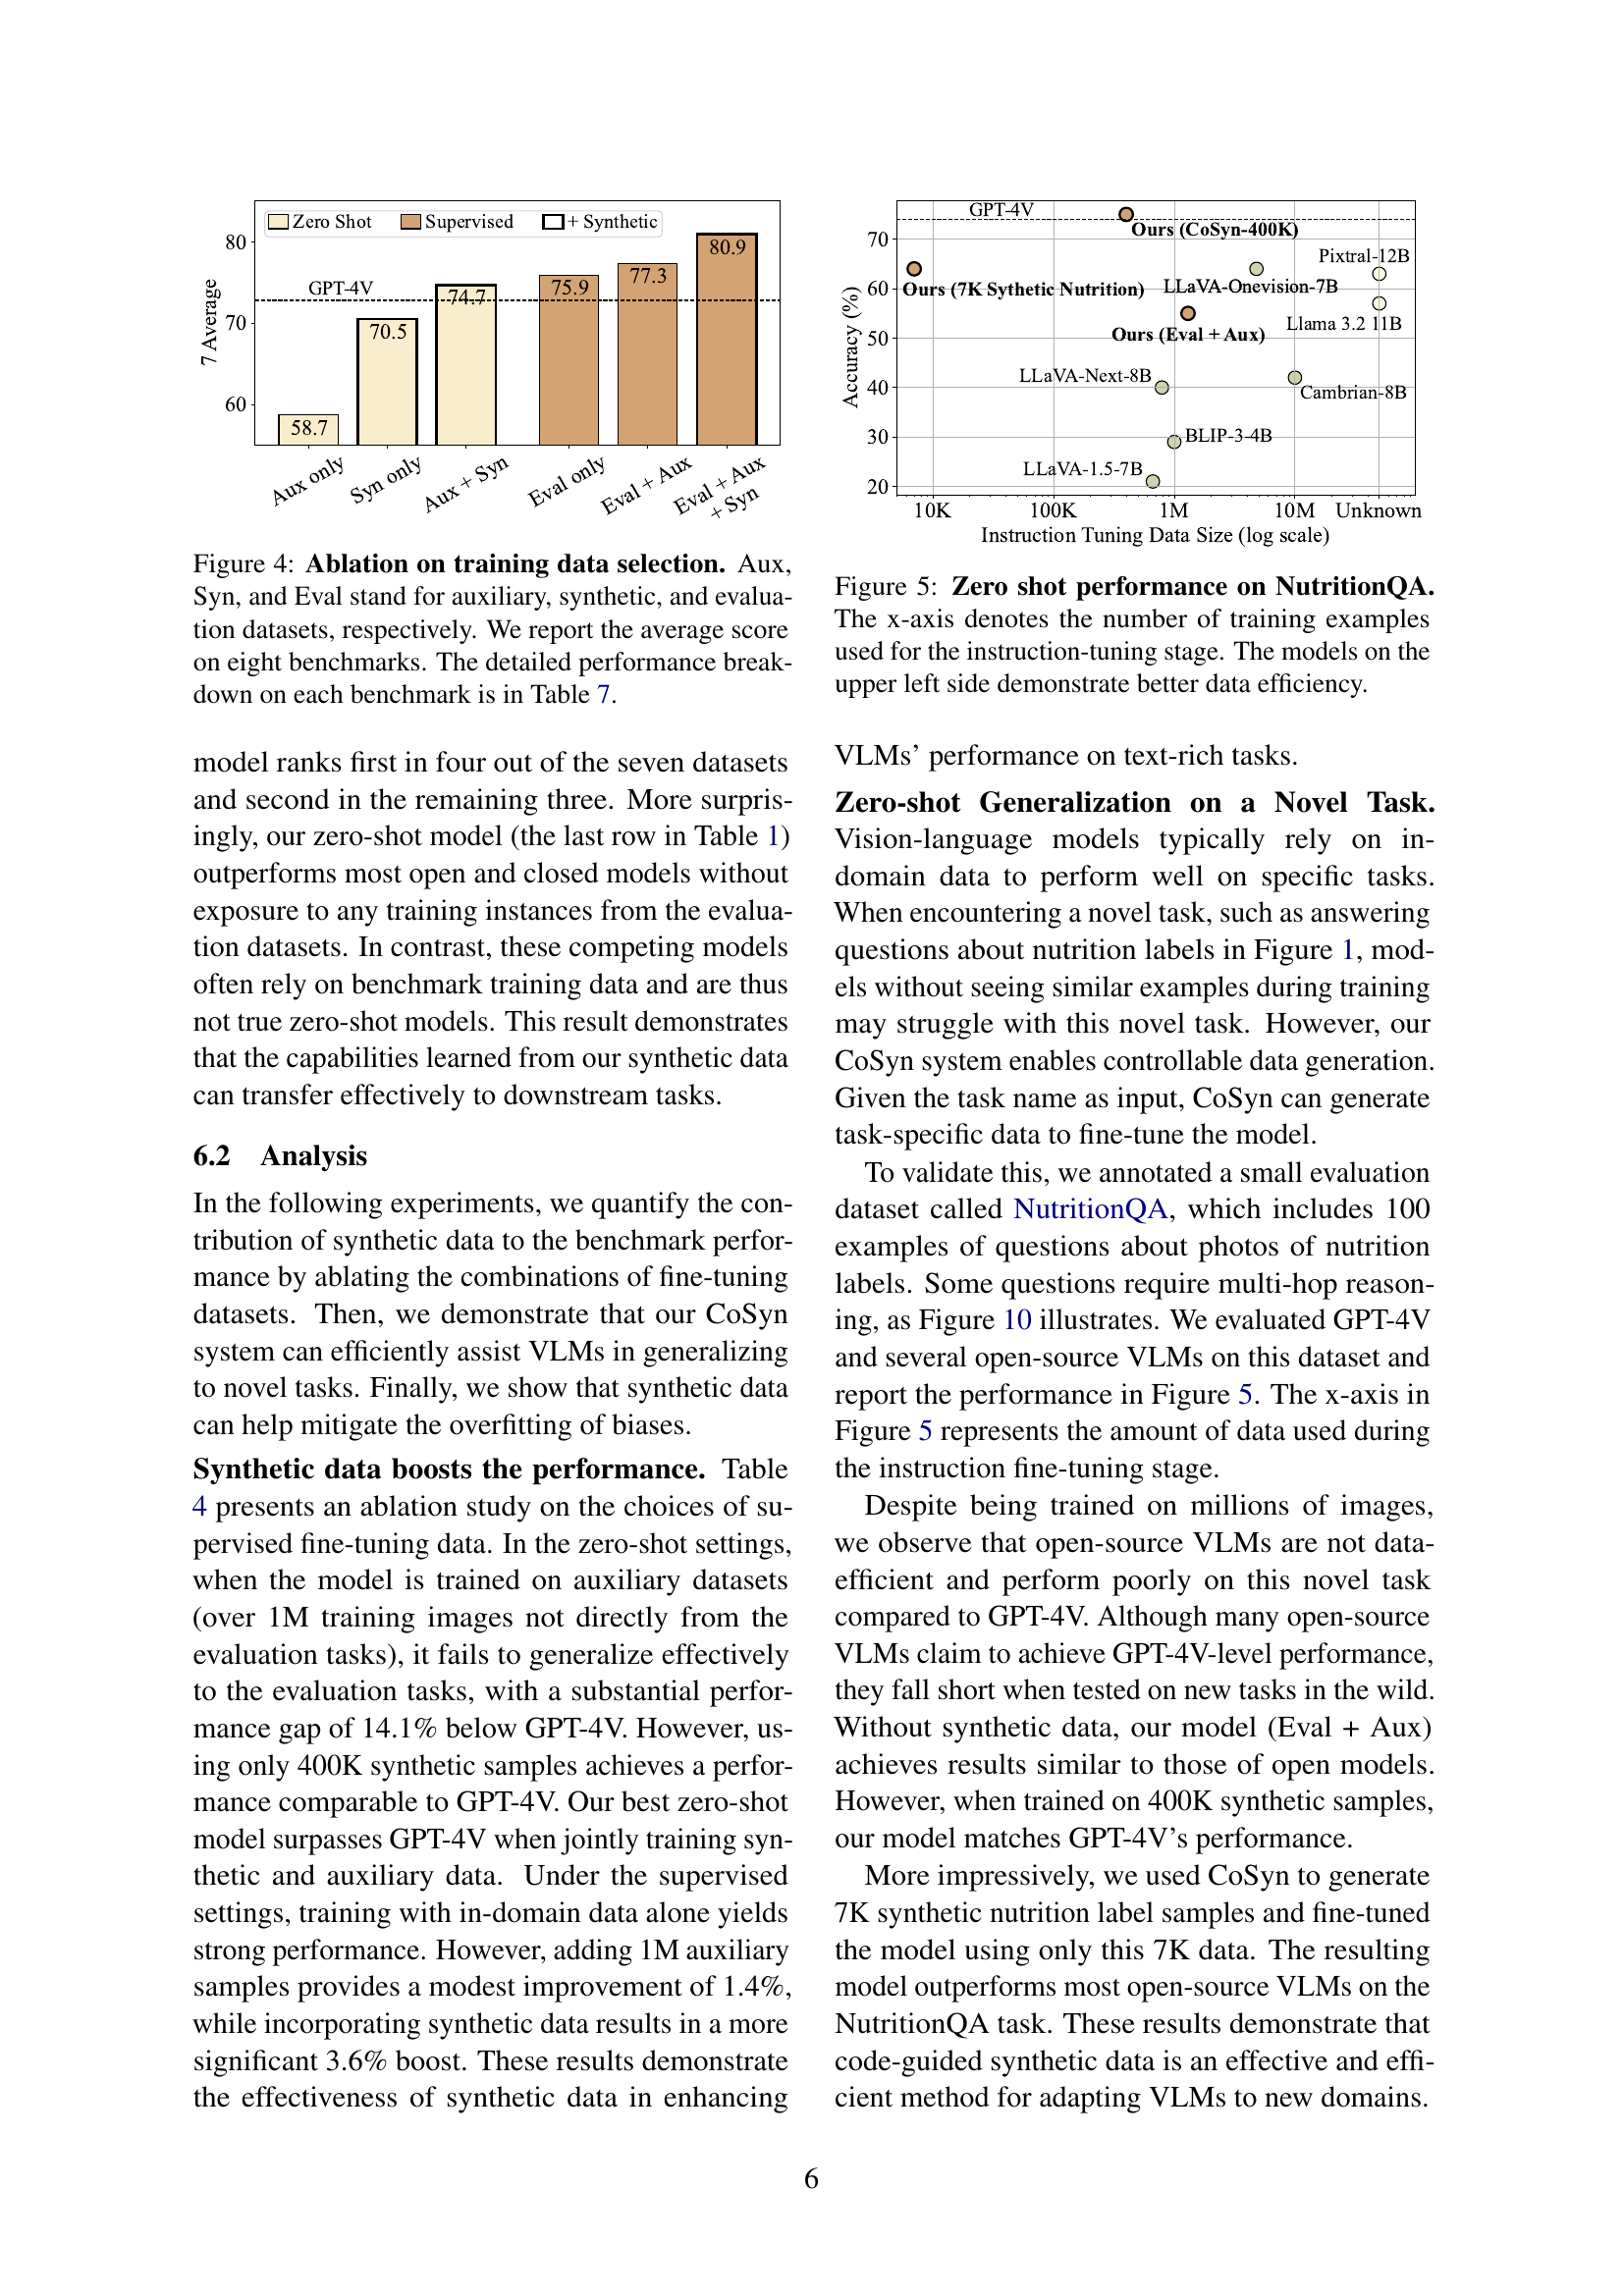 Zero Shot Supervised + Synthetic
80
70
60
7 Average
GPT-4V
58.7
70.5
74.7
75.9
77.3
80.9
Aux only
Syn only
Aux + Syn
Eval only
Eval + Aux
Eval + Aux
+ Syn
Figure 4: Ablation on training data selection. Aux,
Syn, and Eval stand for auxiliary, synthetic, and evalua-
tion datasets, respectively. We report the average score
on eight benchmarks. The detailed performance break-
down on each benchmark is in Table 7.
model ranks first in four out of the seven datasets
and second in the remaining three. More surpris-
ingly, our zero-shot model (the last row in Table 1)
outperforms most open and closed models without
exposure to any training instances from the evalua-
tion datasets. In contrast, these competing models
often rely on benchmark training data and are thus
not true zero-shot models. This result demonstrates
that the capabilities learned from our synthetic data
can transfer effectively to downstream tasks.
6.2 Analysis
In the following experiments, we quantify the con-
tribution of synthetic data to the benchmark perfor-
mance by ablating the combinations of fine-tuning
datasets. Then, we demonstrate that our CoSyn
system can efficiently assist VLMs in generalizing
to novel tasks. Finally, we show that synthetic data
can help mitigate the overfitting of biases.
Synthetic data boosts the performance. Table
4 presents an ablation study on the choices of su-
pervised fine-tuning data. In the zero-shot settings,
when the model is trained on auxiliary datasets
(over 1M training images not directly from the
evaluation tasks), it fails to generalize effectively
to the evaluation tasks, with a substantial perfor-
mance gap of 14.1% below GPT-4V. However, us-
ing only 400K synthetic samples achieves a perfor-
mance comparable to GPT-4V. Our best zero-shot
model surpasses GPT-4V when jointly training syn-
thetic and auxiliary data. Under the supervised
settings, training with in-domain data alone yields
strong performance. However, adding 1M auxiliary
samples provides a modest improvement of 1.4%,
while incorporating synthetic data results in a more
significant 3.6% boost. These results demonstrate
the effectiveness of synthetic data in enhancing
GPT-4V
Ours (CoSyn-400K)
Pixtral-12B
Ours (7K Sythetic Nutrition)
LLaVA-Onevision-7B
Llama 3.2 11B
Ours (Eval + Aux)
LLaVA-Next-8B
Cambrian-8B
BLIP-3-4B
LLaVA-1.5-7B
70
60
50
40
30
20
Accuracy (%)
10K 100K 1M 10M Unknown
Instruction Tuning Data Size (log scale)
Figure 5: Zero shot performance on NutritionQA.
The x-axis denotes the number of training examples
used for the instruction-tuning stage. The models on the
upper left side demonstrate better data efficiency.
VLMs' performance on text-rich tasks.
Zero-shot Generalization on a Novel Task.
Vision-language models typically rely on in-
domain data to perform well on specific tasks.
When encountering a novel task, such as answering
questions about nutrition labels in Figure 1, mod-
els without seeing similar examples during training
may struggle with this novel task. However, our
CoSyn system enables controllable data generation.
Given the task name as input, CoSyn can generate
task-specific data to fine-tune the model.
To validate this, we annotated a small evaluation
dataset called NutritionQA, which includes 100
examples of questions about photos of nutrition
labels. Some questions require multi-hop reason-
ing, as Figure 10 illustrates. We evaluated GPT-4V
and several open-source VLMs on this dataset and
report the performance in Figure 5. The x-axis in
Figure 5 represents the amount of data used during
the instruction fine-tuning stage.
Despite being trained on millions of images,
we observe that open-source VLMs are not data-
efficient and perform poorly on this novel task
compared to GPT-4V. Although many open-source
VLMs claim to achieve GPT-4V-level performance,
they fall short when tested on new tasks in the wild.
Without synthetic data, our model (Eval + Aux)
achieves results similar to those of open models.
However, when trained on 400K synthetic samples,
our model matches GPT-4V's performance.
More impressively, we used CoSyn to generate
7K synthetic nutrition label samples and fine-tuned
the model using only this 7K data. The resulting
model outperforms most open-source VLMs on the
NutritionQA task. These results demonstrate that
code-guided synthetic data is an effective and effi-
cient method for adapting VLMs to new domains.
6